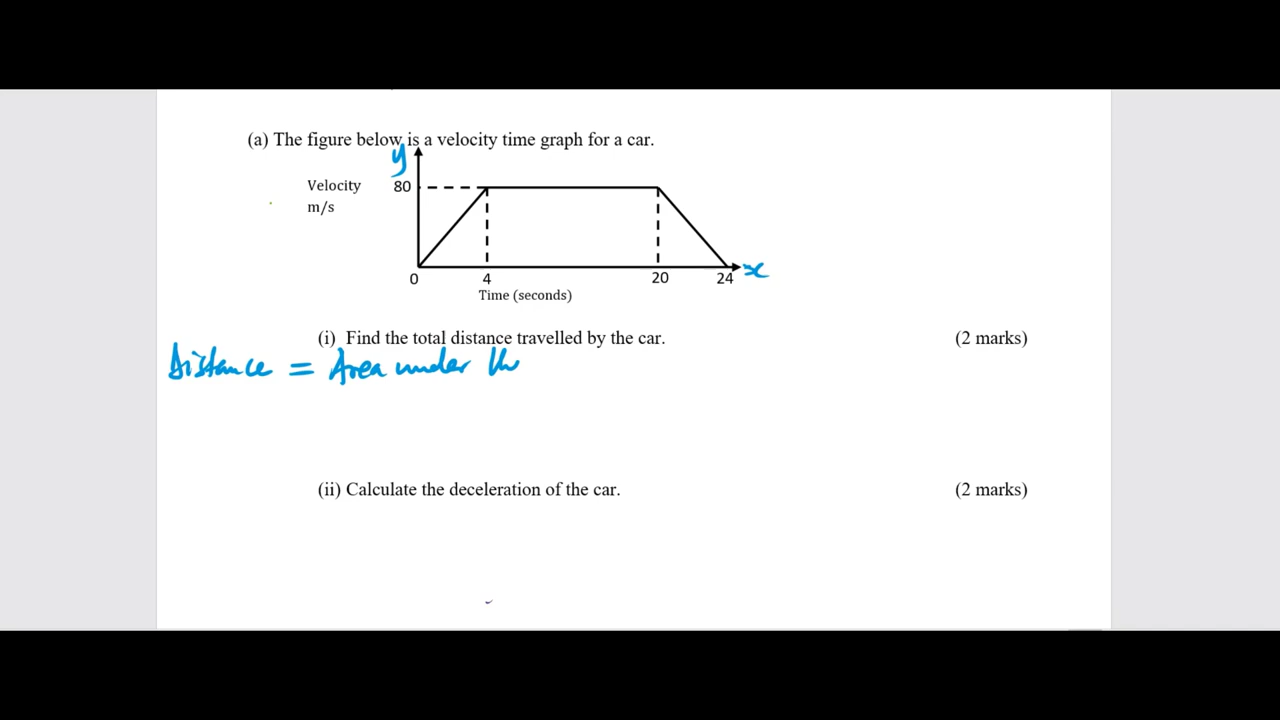 (a) The figure below is a velocity time graph for a car.
y
Velocity 80
m/s
0 4 20 24 x
Time (seconds)
(i) Find the total distance travelled by the car. (2 marks)
Distance = Area under
(ii) Calculate the deceleration of the car. (2 marks)